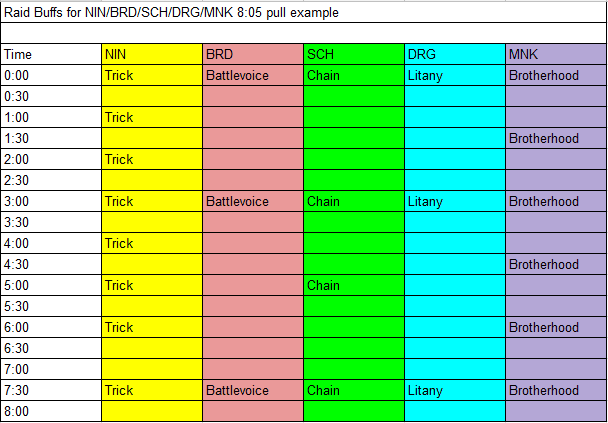 Raid Buffs for NIN/BRD/SCH/DRG/MNK 8:05 pull example
Time NIN BRD SCH DRG MNK
0:00 Trick Battlevoice Chain Litany Brotherhood
0:30
1:00 Trick
1:30 Brotherhood
2:00 Trick
2:30
3:00 Trick Battlevoice Chain Litany Brotherhood
3:30
4:00 Trick
4:30 Brotherhood
5:00 Trick Chain
5:30
6:00 Trick Brotherhood
6:30
7:00
7:30 Trick Battlevoice Chain Litany Brotherhood
8:00